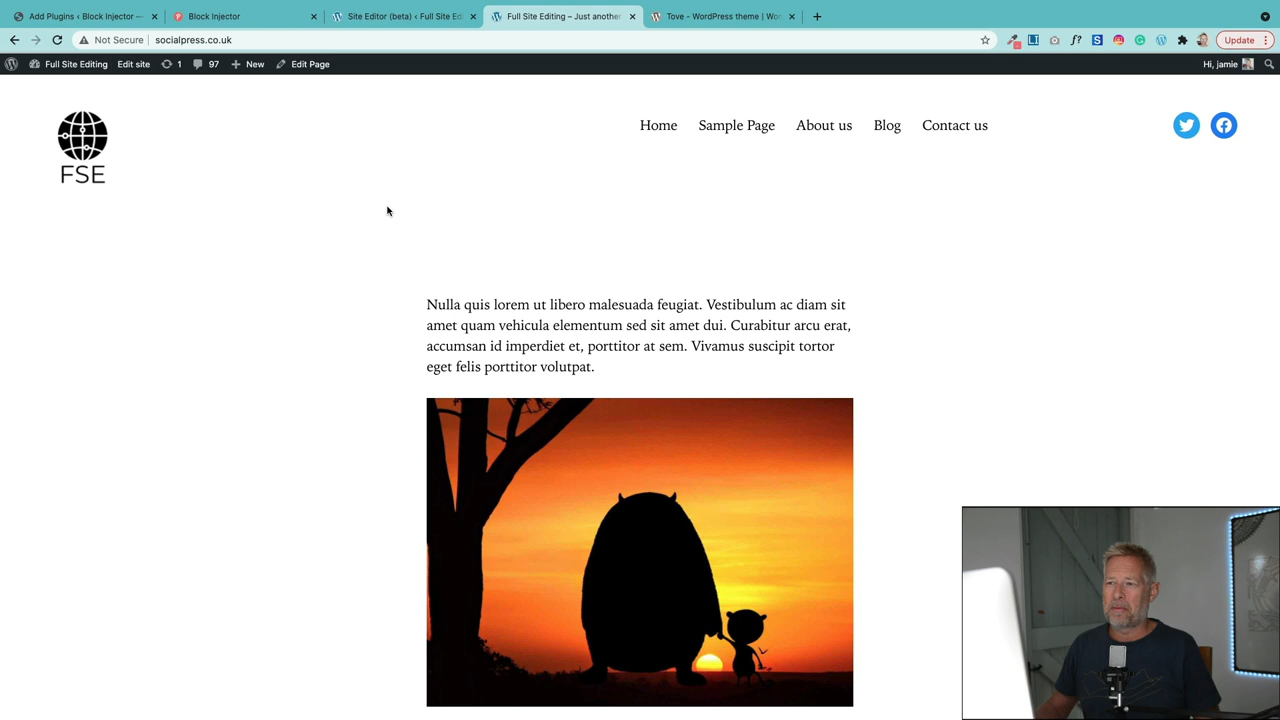 Add Plugins ‹ Block Injector —
Block Injector
Site Editor (beta) ‹ Full Site Ed
Full Site Editing – Just another
Tove - WordPress theme | Wor
Not Secure
socialpress.co.uk
Update
Full Site Editing
Edit site
1
97
New
Edit Page
Hi, jamie
FSE
Home
Sample Page
About us
Blog
Contact us
Nulla quis lorem ut libero malesuada feugiat. Vestibulum ac diam sit
amet quam vehicula elementum sed sit amet dui. Curabitur arcu erat,
accumsan id imperdiet et, porttitor at sem. Vivamus suscipit tortor
eget felis porttitor volutpat.